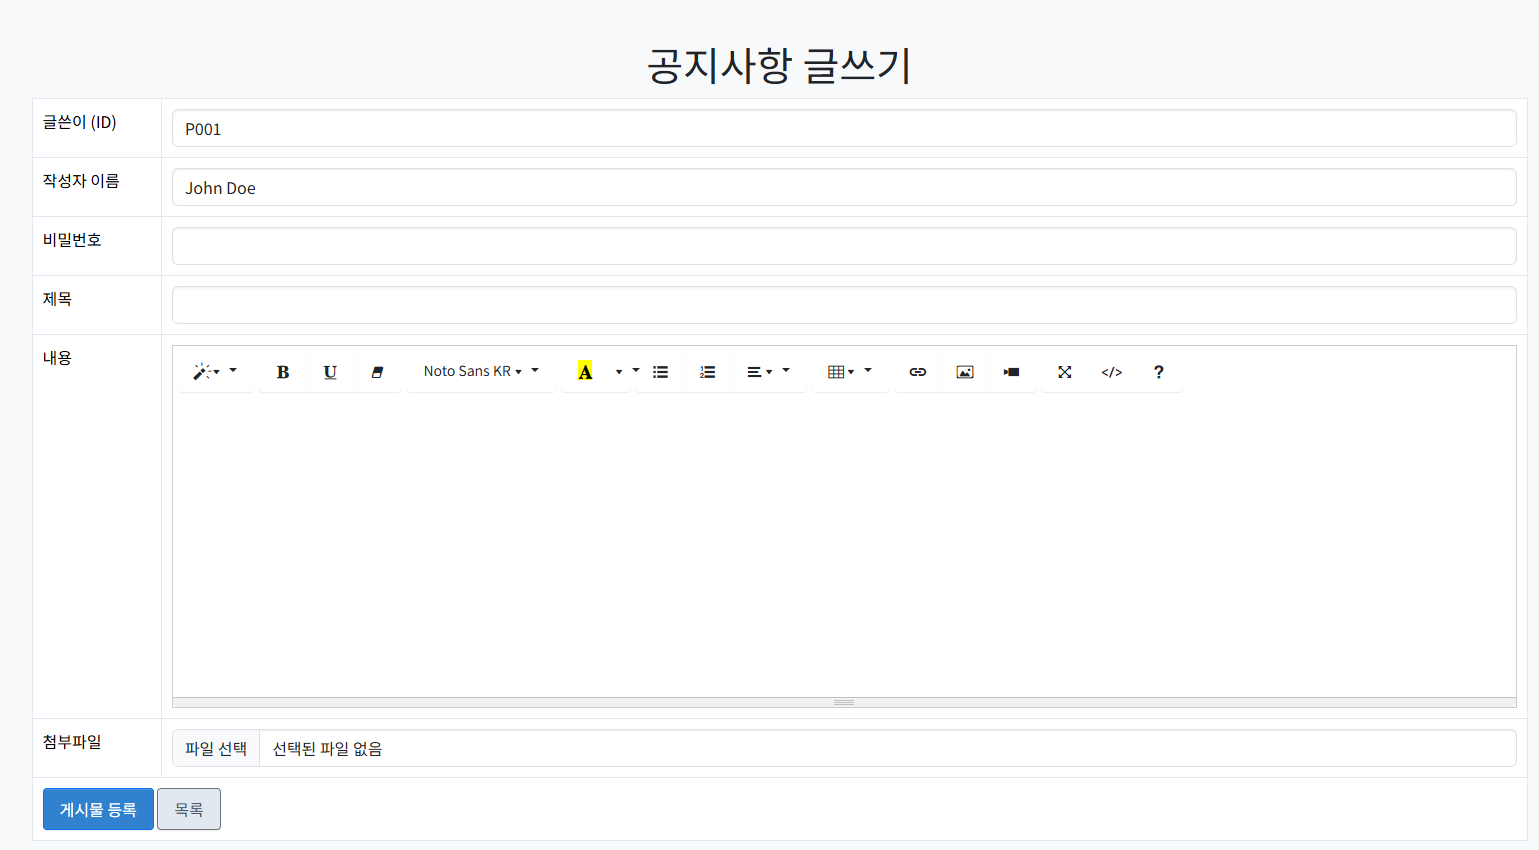 공지사항 글쓰기
글쓴이 (ID)
P001
작성자 이름
John Doe
비밀번호
제목
내용
B U Noto Sans KR A </> ?
첨부파일
파일 선택 선택된 파일 없음
게시물 등록 목록